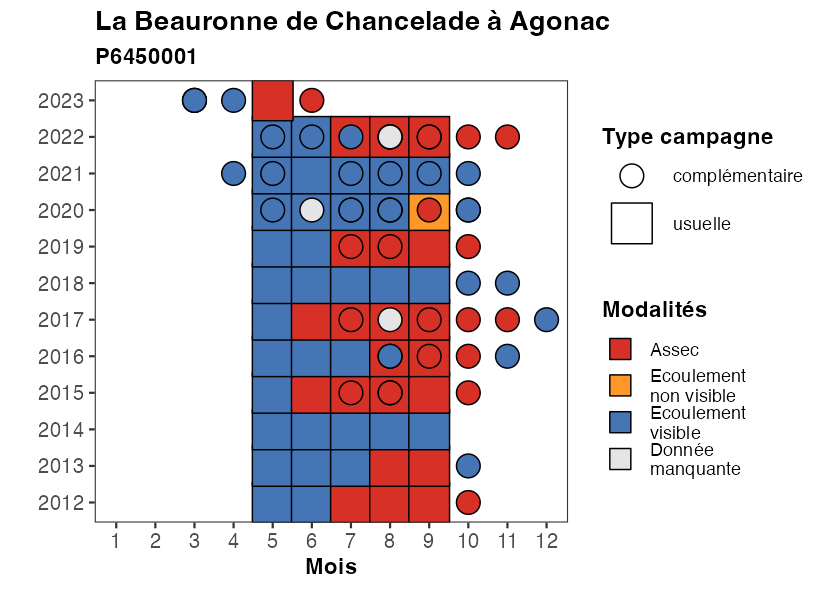 La Beauronne de Chancelade à Agonac
P6450001
2023
2022
2021
2020
2019
2018
2017
2016
2015
2014
2013
2012
1 2 3 4 5 6 7 8 9 10 11 12
Mois
Type campagne
complémentaire
usuelle
Modalités
Assec
Ecoulement
non visible
Ecoulement
visible
Donnée
manquante